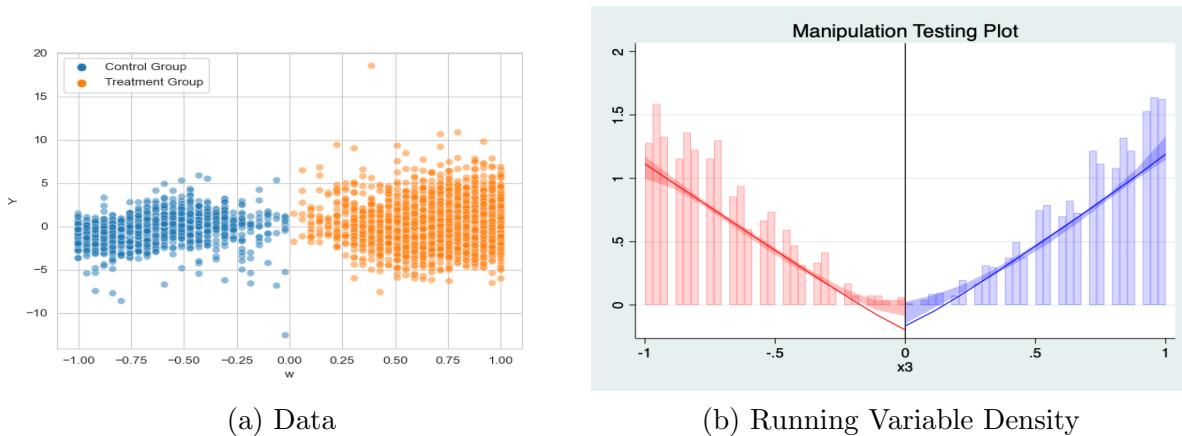 Control Group
Treatment Group
20
15
10
5
0
−5
−10
Y
−1.00 −0.75 −0.50 −0.25 0.00 0.25 0.50 0.75 1.00
w
(a) Data
Manipulation Testing Plot
2
1.5
1
.5
0
-1 -.5 0 .5 1
x3
(b) Running Variable Density